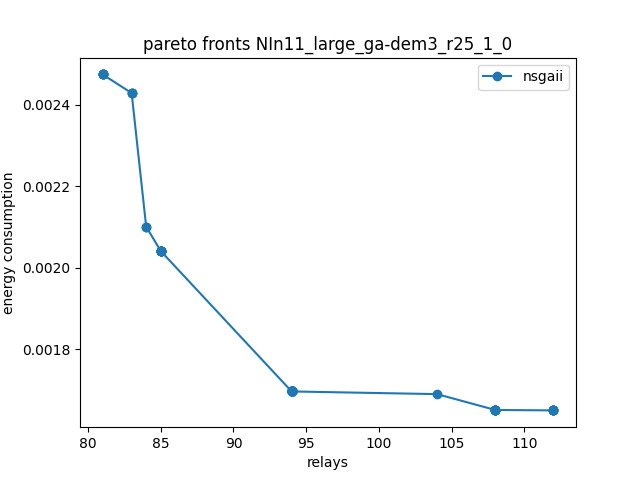 pareto fronts NIn11_large_ga-dem3_r25_1_0
nsgaii
energy consumption
0.0024
0.0022
0.0020
0.0018
80 85 90 95 100 105 110
relays